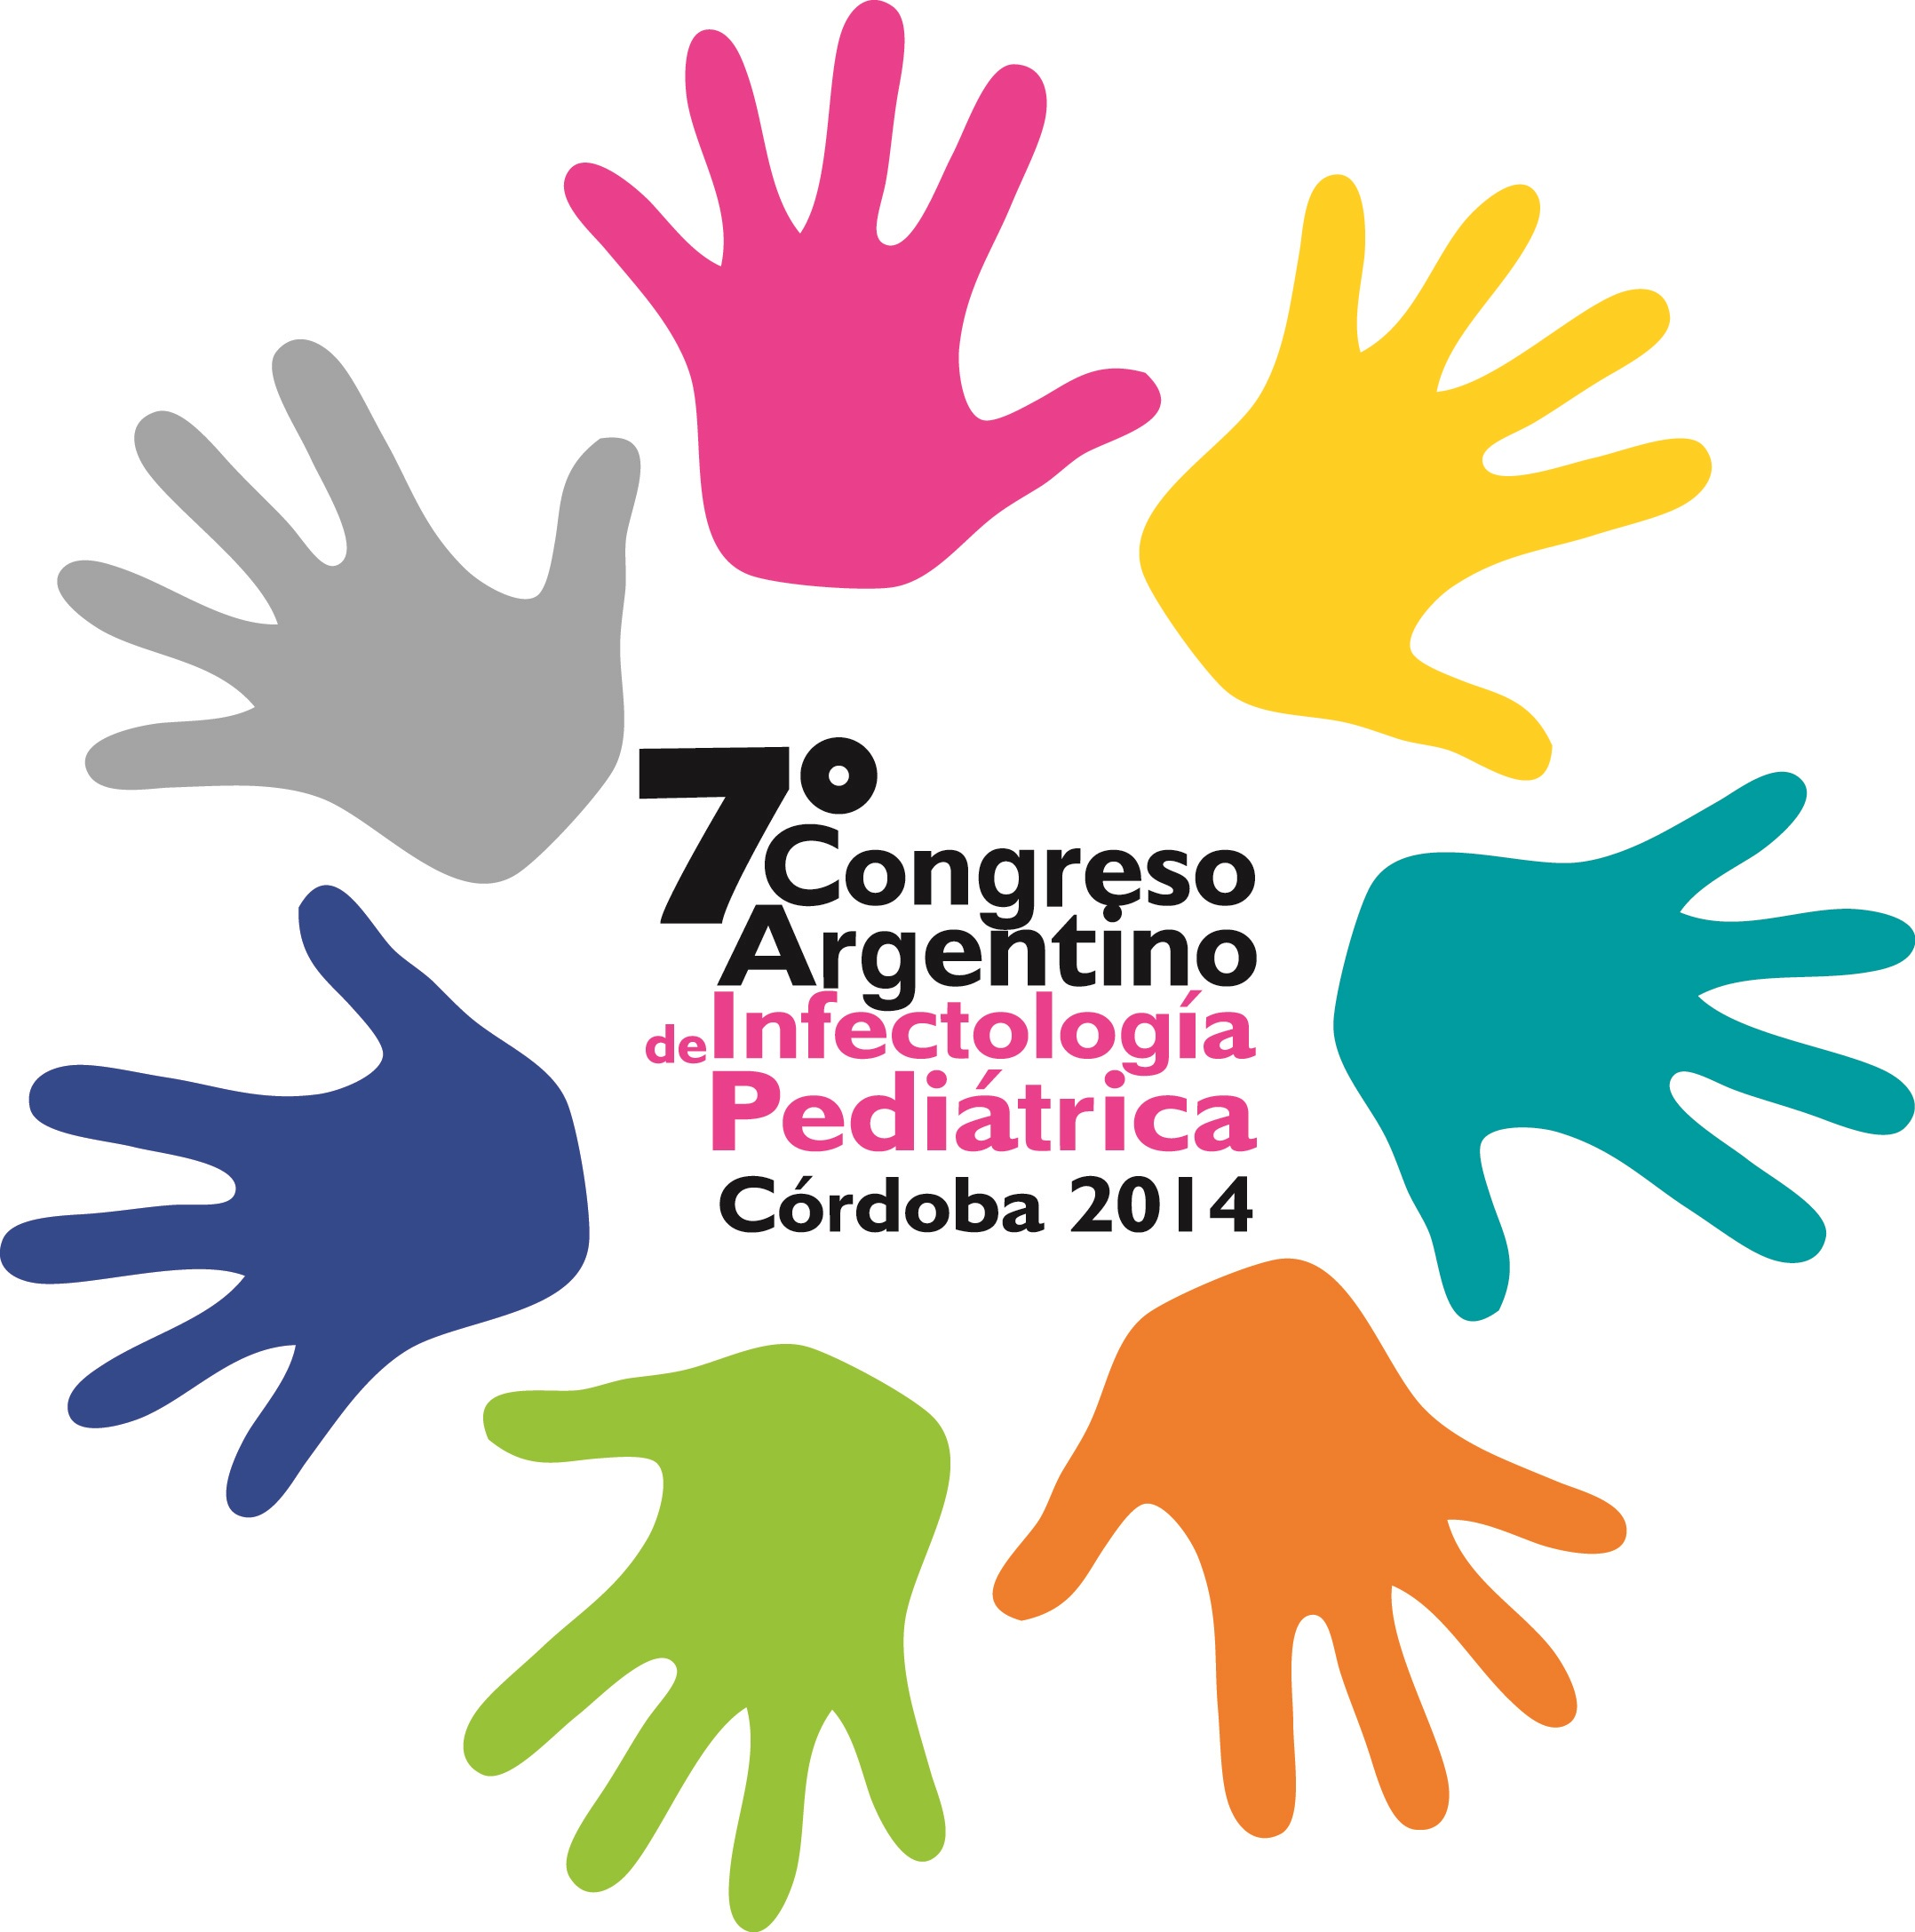 7°
Congreso
Argentino
de Infectología
Pediátrica
Córdoba 2014